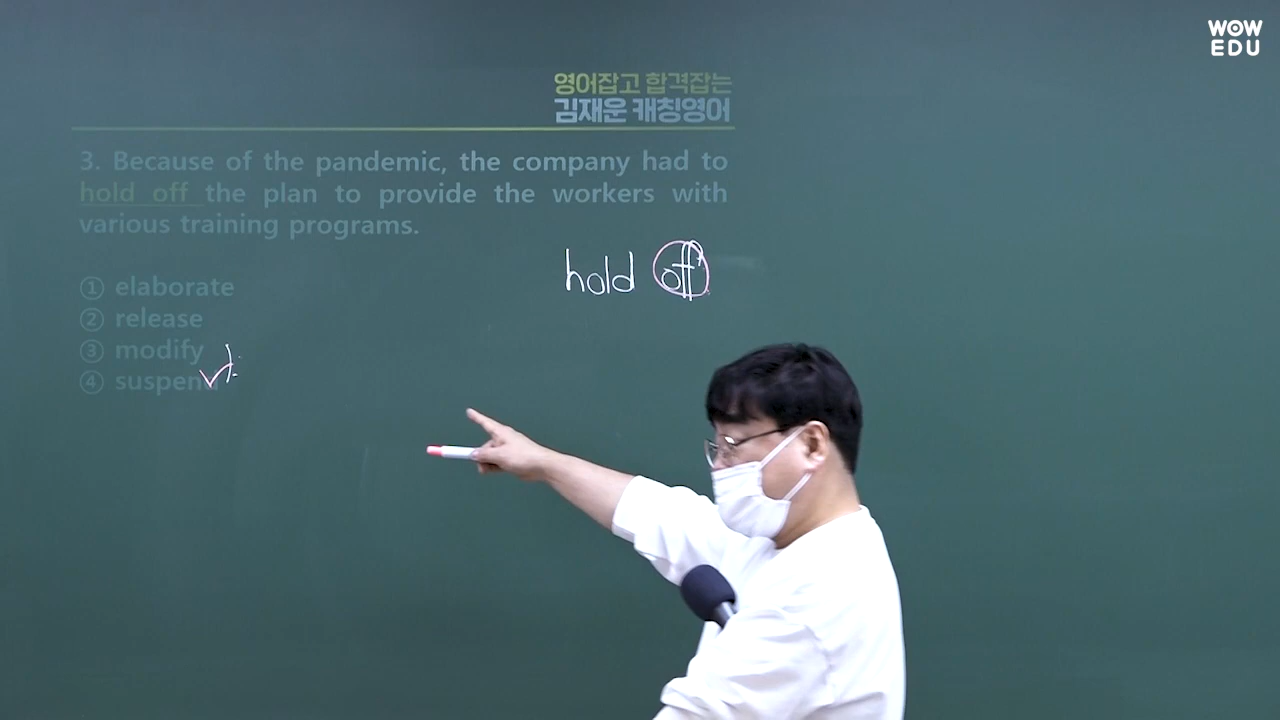 WOW
EDU
영어잡고 합격잡는
김재운 캐칭영어
3. Because of the pandemic, the company had to
hold off the plan to provide the workers with
various training programs.
hold off
① elaborate
② release
③ modify
④ suspend